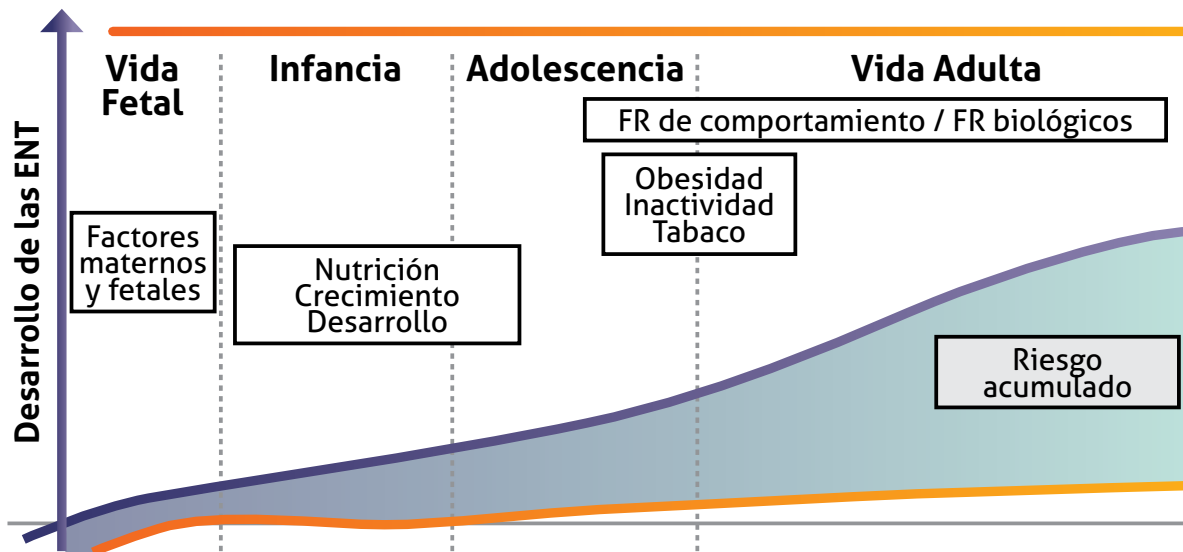 Desarrollo de las ENT
Vida
Fetal
Infancia
Adolescencia
Vida Adulta
FR de comportamiento / FR biológicos
Obesidad
Inactividad
Tabaco
Factores
maternos
y fetales
Nutrición
Crecimiento
Desarrollo
Riesgo
acumulado